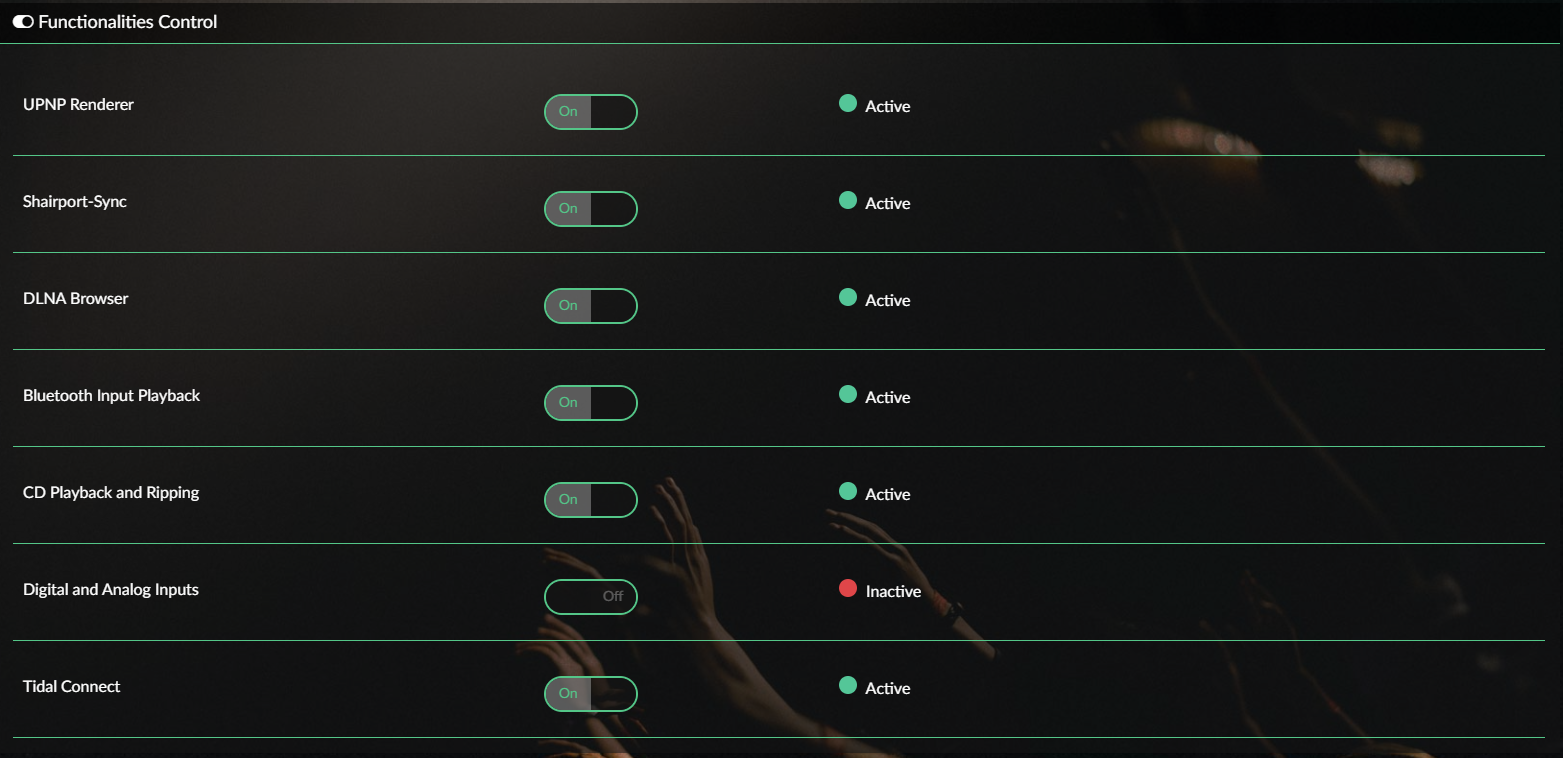 Functionalities Control
UPNP Renderer On Active
Shairport-Sync On Active
DLNA Browser On Active
Bluetooth Input Playback On Active
CD Playback and Ripping On Active
Digital and Analog Inputs Off Inactive
Tidal Connect On Active